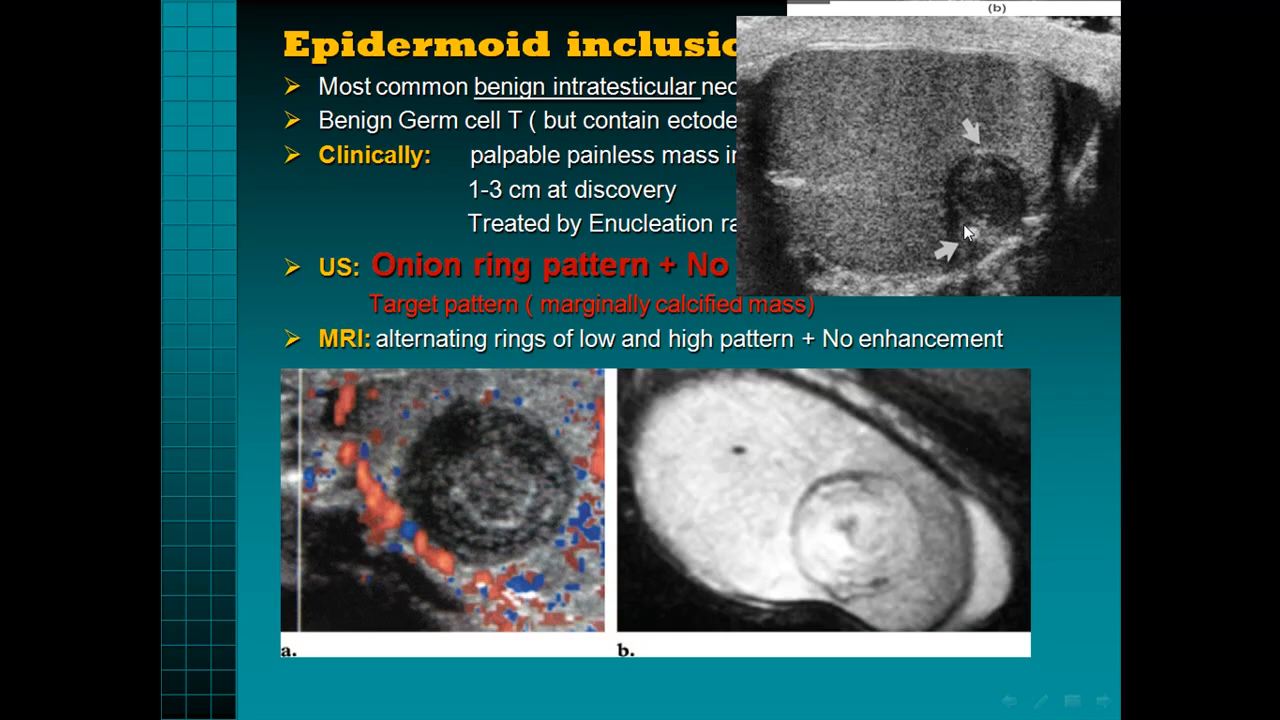 (b)
Epidermoid inclusio
➢ Most common benign intratesticular neo
➢ Benign Germ cell T ( but contain ectode
➢ Clinically: palpable painless mass in
1-3 cm at discovery
Treated by Enucleation ra
➢ US: Onion ring pattern + No
Target pattern ( marginally calcified mass)
➢ MRI: alternating rings of low and high pattern + No enhancement
a. b.